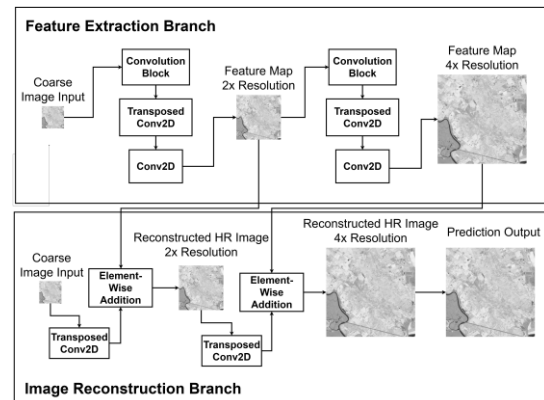 Feature Extraction Branch
Coarse
Image Input
Convolution
Block
Transposed
Conv2D
Conv2D
Feature Map
2x Resolution
Convolution
Block
Transposed
Conv2D
Conv2D
Feature Map
4x Resolution
Coarse
Image Input
Transposed
Conv2D
Element-
Wise
Addition
Reconstructed HR Image
2x Resolution
Transposed
Conv2D
Element-
Wise
Addition
Reconstructed HR Image
4x Resolution
Prediction Output
Image Reconstruction Branch